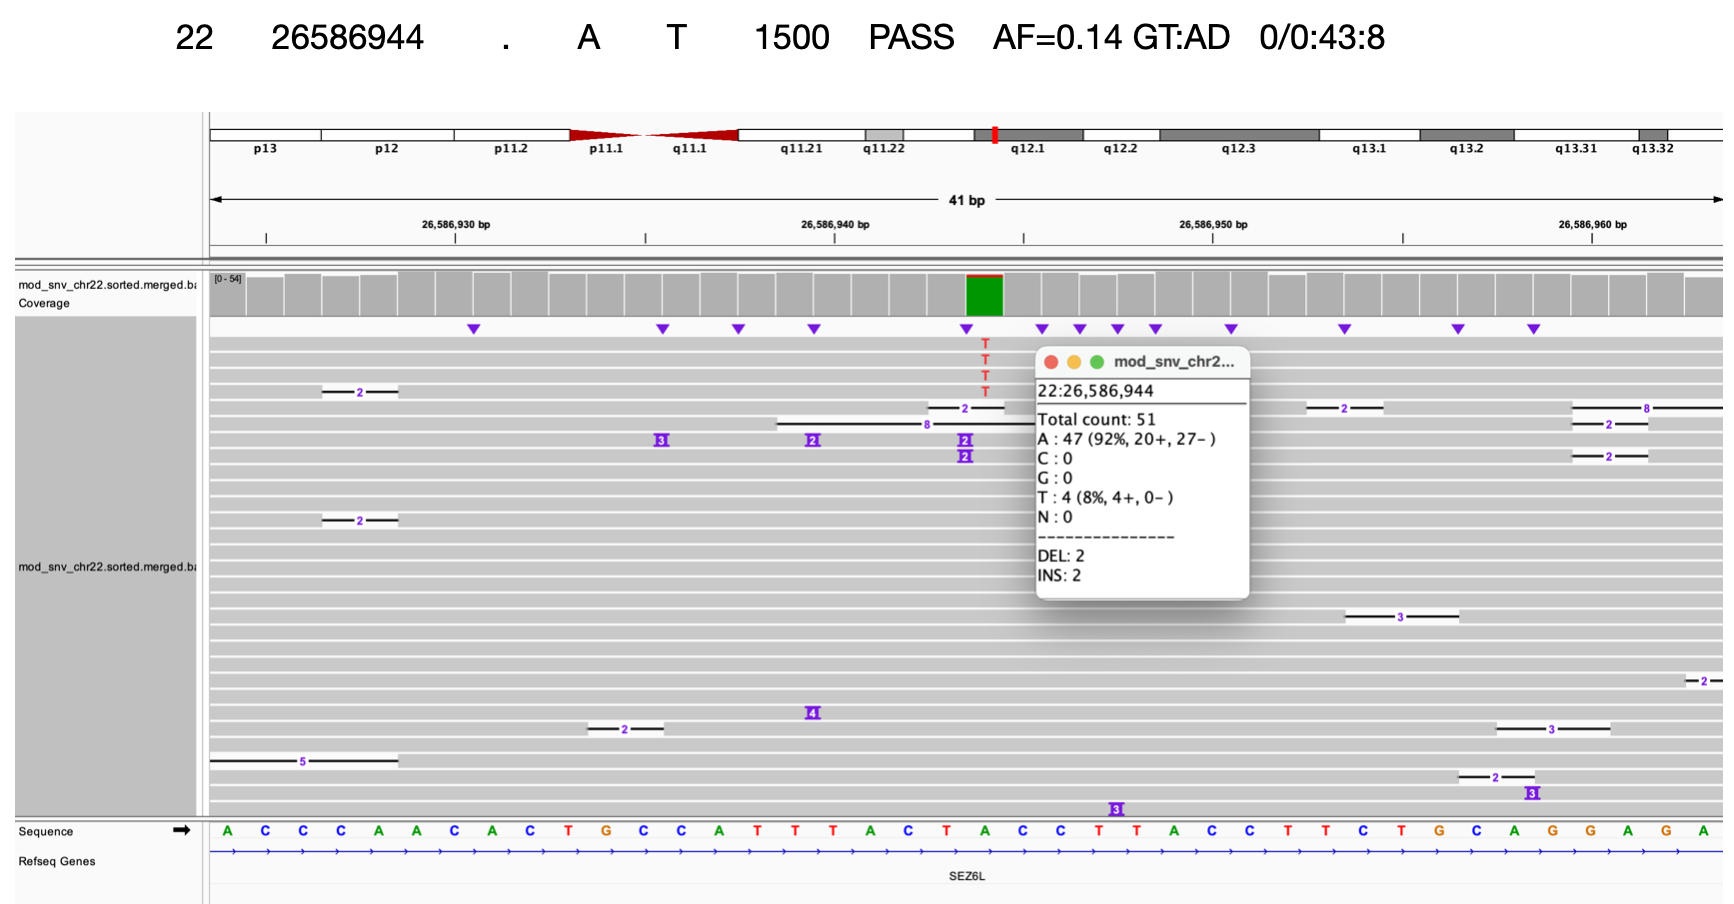 22 26586944 . A T 1500 PASS AF=0.14 GT:AD 0/0:43:8
p13 p12 p11.2 p11.1 q11.1 q11.21 q11.22 q12.1 q12.2 q12.3 q13.1 q13.2 q13.31 q13.32
41 bp
26,586,930 bp 26,586,940 bp 26,586,950 bp 26,586,960 bp
[0 - 54]
mod_snv_chr22.sorted.merged.ba
Coverage
T
T
T
T
2
2 2 8
8 2
3 2 2
2 2
2
3
2
4
2 3
5
2
3
3
mod_snv_chr2...
22:26,586,944
Total count: 51
A : 47 (92%, 20+, 27- )
C : 0
G : 0
T : 4 (8%, 4+, 0- )
N : 0
---------------
DEL: 2
INS: 2
mod_snv_chr22.sorted.merged.ba
Sequence A C C C A A C A C T G C C A T T T A C T A C C T T A C C T T C T G C A G G A G A
Refseq Genes
SEZ6L